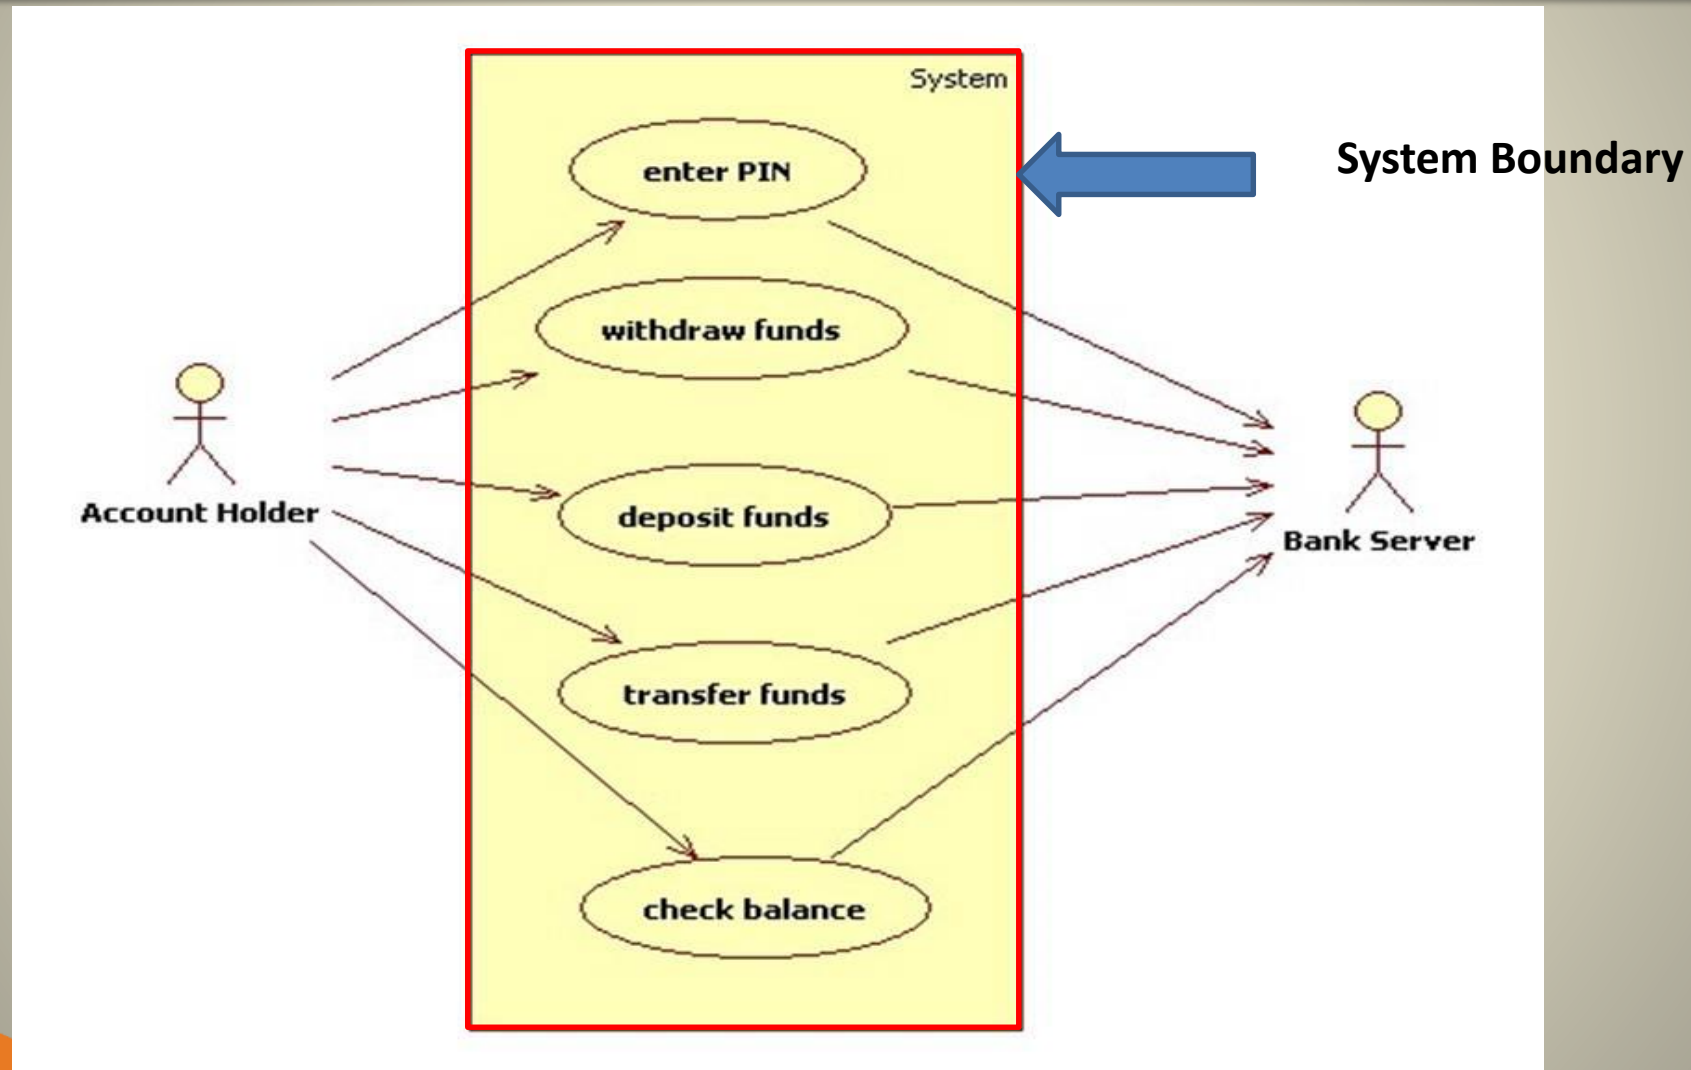 System
enter PIN
System Boundary
withdraw funds
Account Holder
deposit funds
Bank Server
transfer funds
check balance